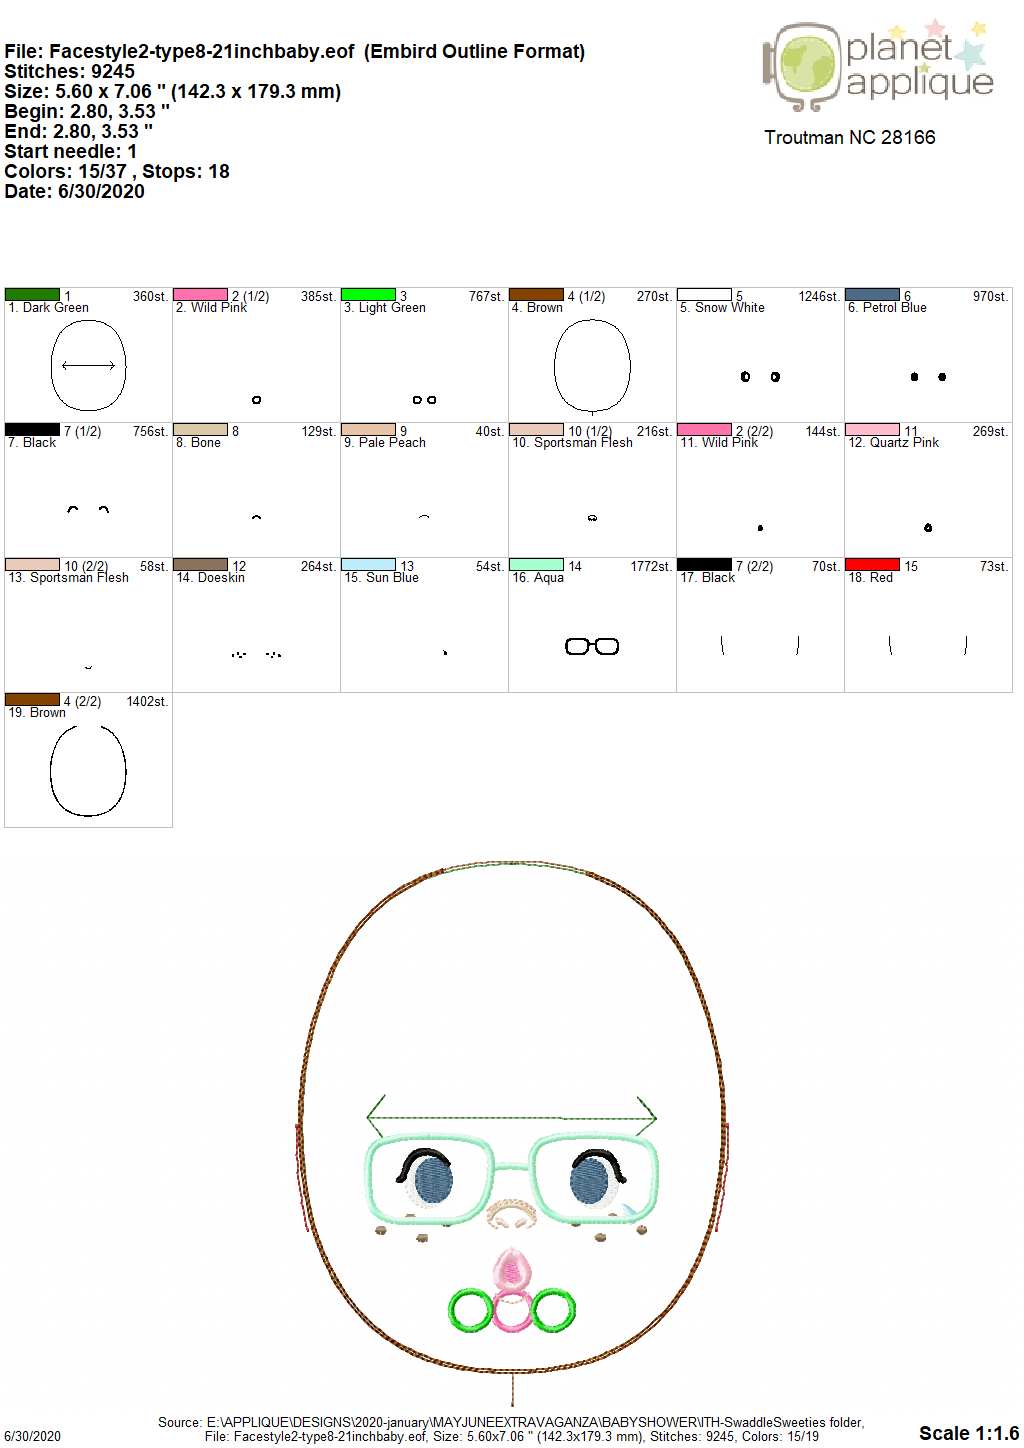 File: Facestyle2-type8-21inchbaby.eof  (Embird Outline Format)
Stitches: 9245
Size: 5.60 x 7.06 " (142.3 x 179.3 mm)
Begin: 2.80, 3.53 "
End: 2.80, 3.53 "
Start needle: 1
Colors: 15/37 , Stops: 18
Date: 6/30/2020
planet
applique
Troutman NC 28166
1 360st. 2 (1/2) 385st. 3 767st. 4 (1/2) 270st. 5 1246st. 6 970st.
1. Dark Green 2. Wild Pink 3. Light Green 4. Brown 5. Snow White 6. Petrol Blue
7 (1/2) 756st. 8 129st. 9 40st. 10 (1/2) 216st. 2 (2/2) 144st. 11 269st.
7. Black 8. Bone 9. Pale Peach 10. Sportsman Flesh 11. Wild Pink 12. Quartz Pink
10 (2/2) 58st. 12 264st. 13 54st. 14 1772st. 7 (2/2) 70st. 15 73st.
13. Sportsman Flesh 14. Doeskin 15. Sun Blue 16. Aqua 17. Black 18. Red
4 (2/2) 1402st.
19. Brown
Source: E:\APPLIQUE\DESIGNS\2020-january\MAYJUNEEXTRAVAGANZA\BABYSHOWER\ITH-SwaddleSweeties folder,
6/30/2020 File: Facestyle2-type8-21inchbaby.eof, Size: 5.60x7.06 " (142.3x179.3 mm), Stitches: 9245, Colors: 15/19 Scale 1:1.6